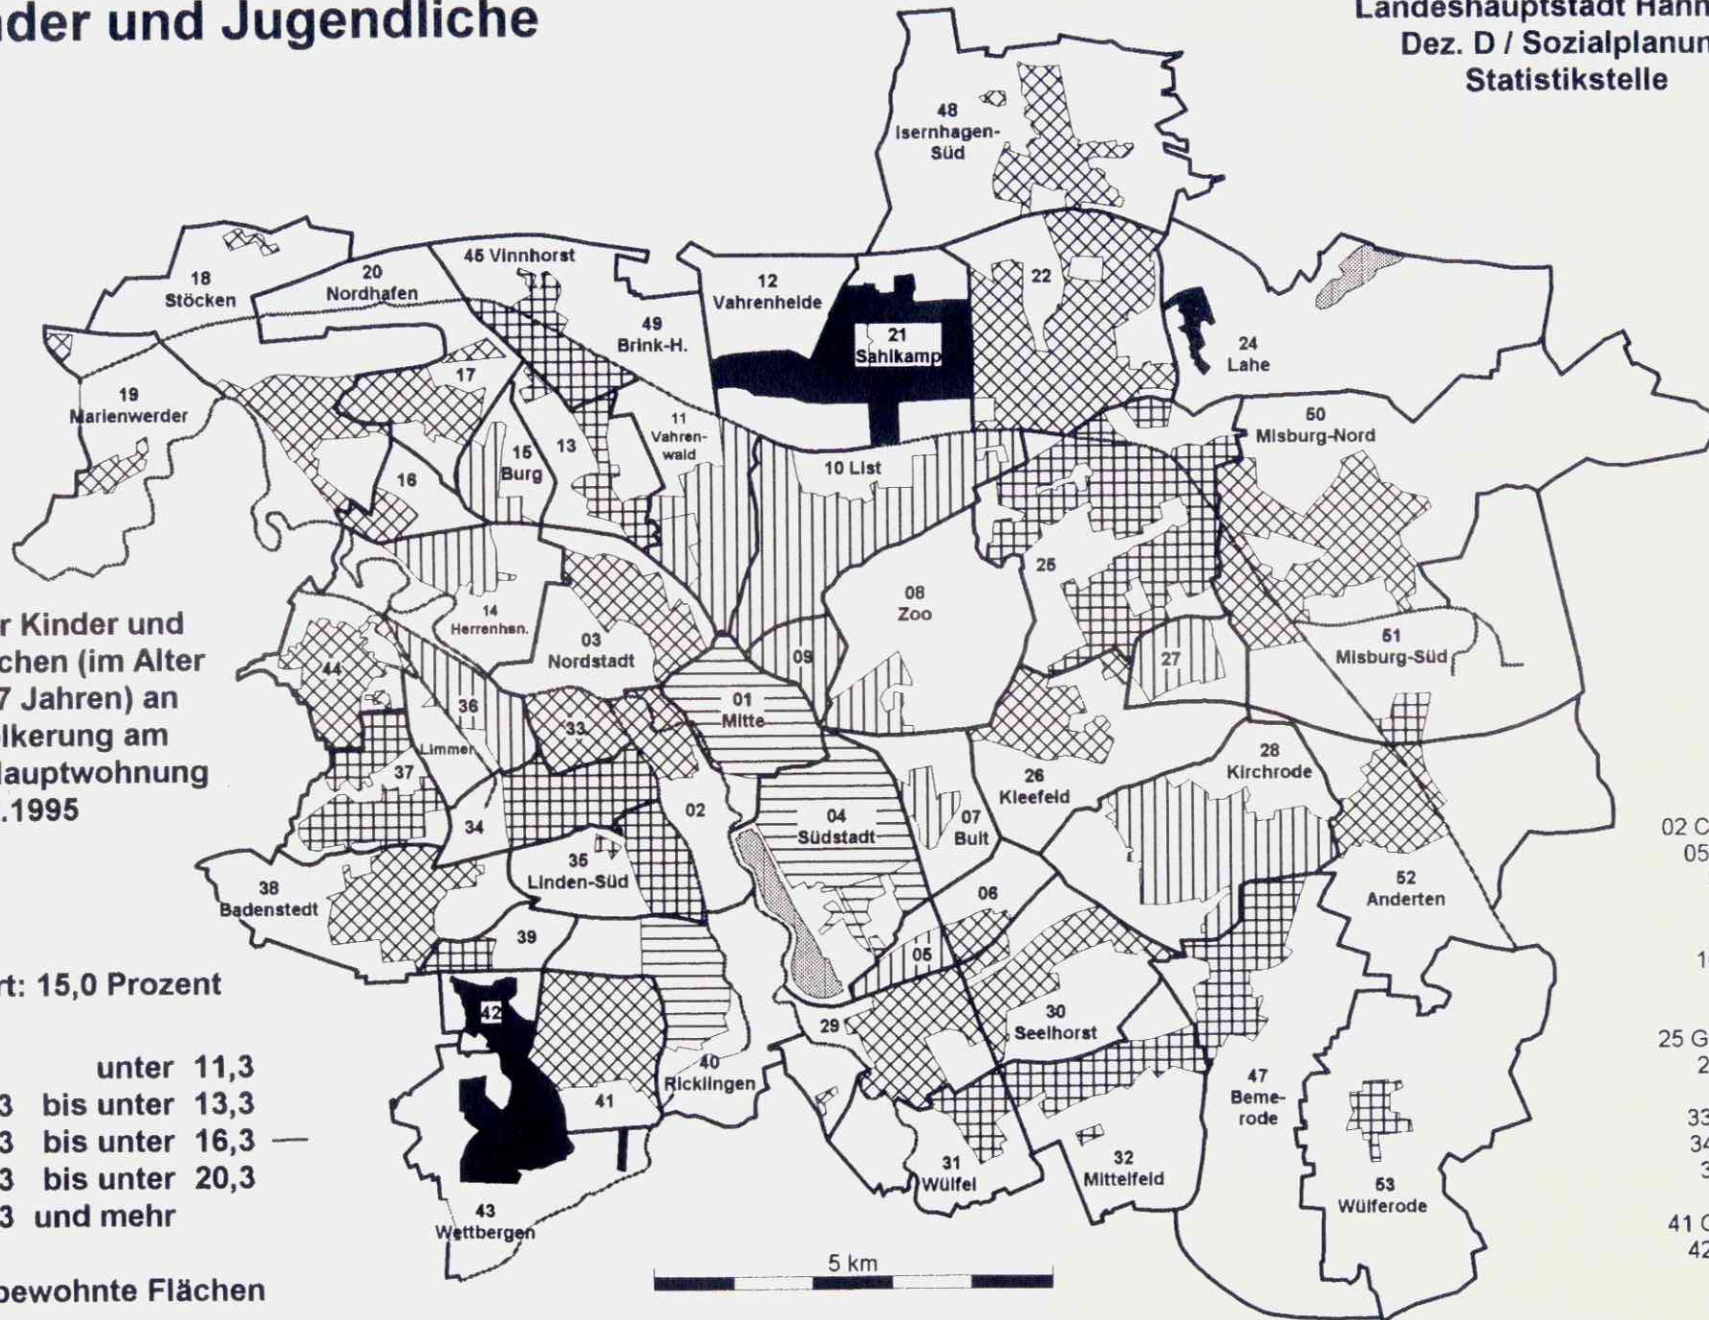 nder und Jugendliche
Landeshauptstadt Hann
Dez. D / Sozialplanun
Statistikstelle
48
Isernhagen-
Süd
18
Stöcken
20
Nordhafen
45 Vinnhorst
12
Vahrenheide
22
49
Brink-H.
21
Sahlkamp
24
Lahe
17
19
Marienwerder
11
Vahren-
wald
50
Misburg-Nord
15
Burg
13
10 List
16
25
08
Zoo
14
Herrenhsn.
03
Nordstadt
51
Misburg-Süd
09
27
44
r Kinder und
chen (im Alter
7 Jahren) an
lkerung am
Hauptwohnung
.1995
36
01
Mitte
33
Limmer
28
Kirchrode
37
26
Kleefeld
02
04
Südstadt
07
Bult
34
35
Linden-Süd
38
Badenstedt
06
52
Anderten
39
05
rt: 15,0 Prozent
42
29
30
Seelhorst
40
Ricklingen
41
47
Beme-
rode
unter 11,3
3 bis unter 13,3
3 bis unter 16,3
3 bis unter 20,3
3 und mehr
31
Wülfel
32
Mittelfeld
53
Wülferode
43
Wettbergen
5 km
bewohnte Flächen
02 C
05
10
25 G
2
33
34
3
41 C
42